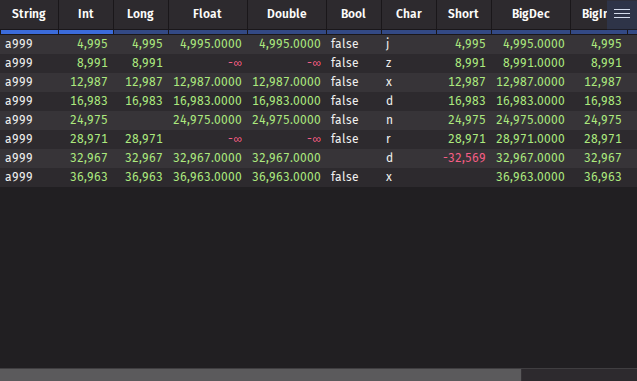 String Int Long Float Double Bool Char Short BigDec
a999 4,995 4,995 4,995.0000 4,995.0000 false j 4,995 4,995.0000 4,995
a999 8,991 8,991 -∞ -∞ false z 8,991 8,991.0000 8,991
a999 12,987 12,987 12,987.0000 12,987.0000 false x 12,987 12,987.0000 12,987
a999 16,983 16,983 16,983.0000 16,983.0000 false d 16,983 16,983.0000 16,983
a999 24,975 24,975.0000 24,975.0000 false n 24,975 24,975.0000 24,975
a999 28,971 28,971 -∞ -∞ false r 28,971 28,971.0000 28,971
a999 32,967 32,967 32,967.0000 32,967.0000 d -32,569 32,967.0000 32,967
a999 36,963 36,963 36,963.0000 36,963.0000 false x 36,963.0000 36,963